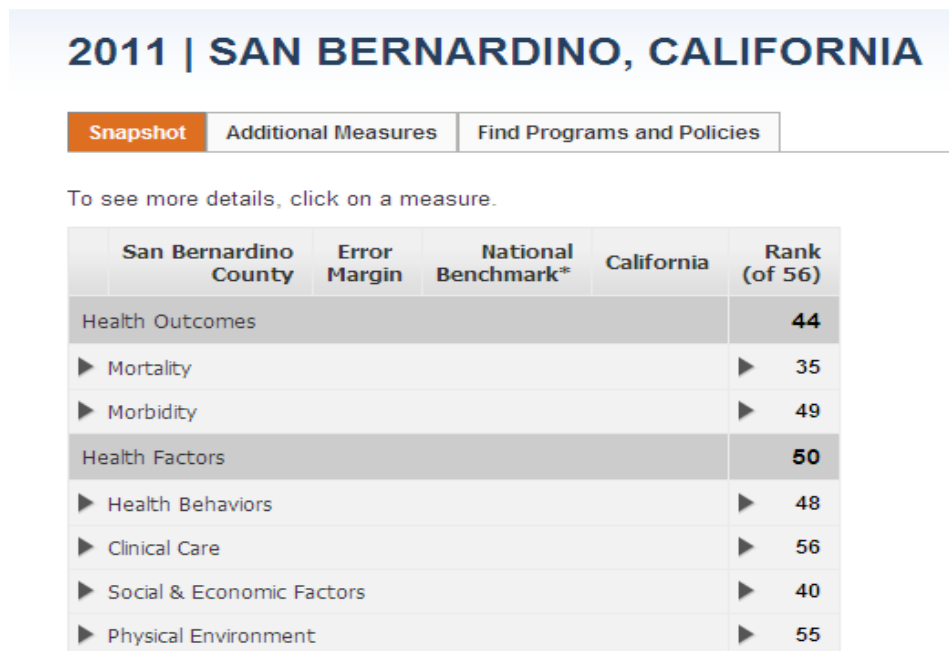 2011 | SAN BERNARDINO, CALIFORNIA
Snapshot Additional Measures Find Programs and Policies
To see more details, click on a measure.
San Bernardino County Error Margin National Benchmark* California Rank (of 56)
Health Outcomes 44
Mortality 35
Morbidity 49
Health Factors 50
Health Behaviors 48
Clinical Care 56
Social & Economic Factors 40
Physical Environment 55